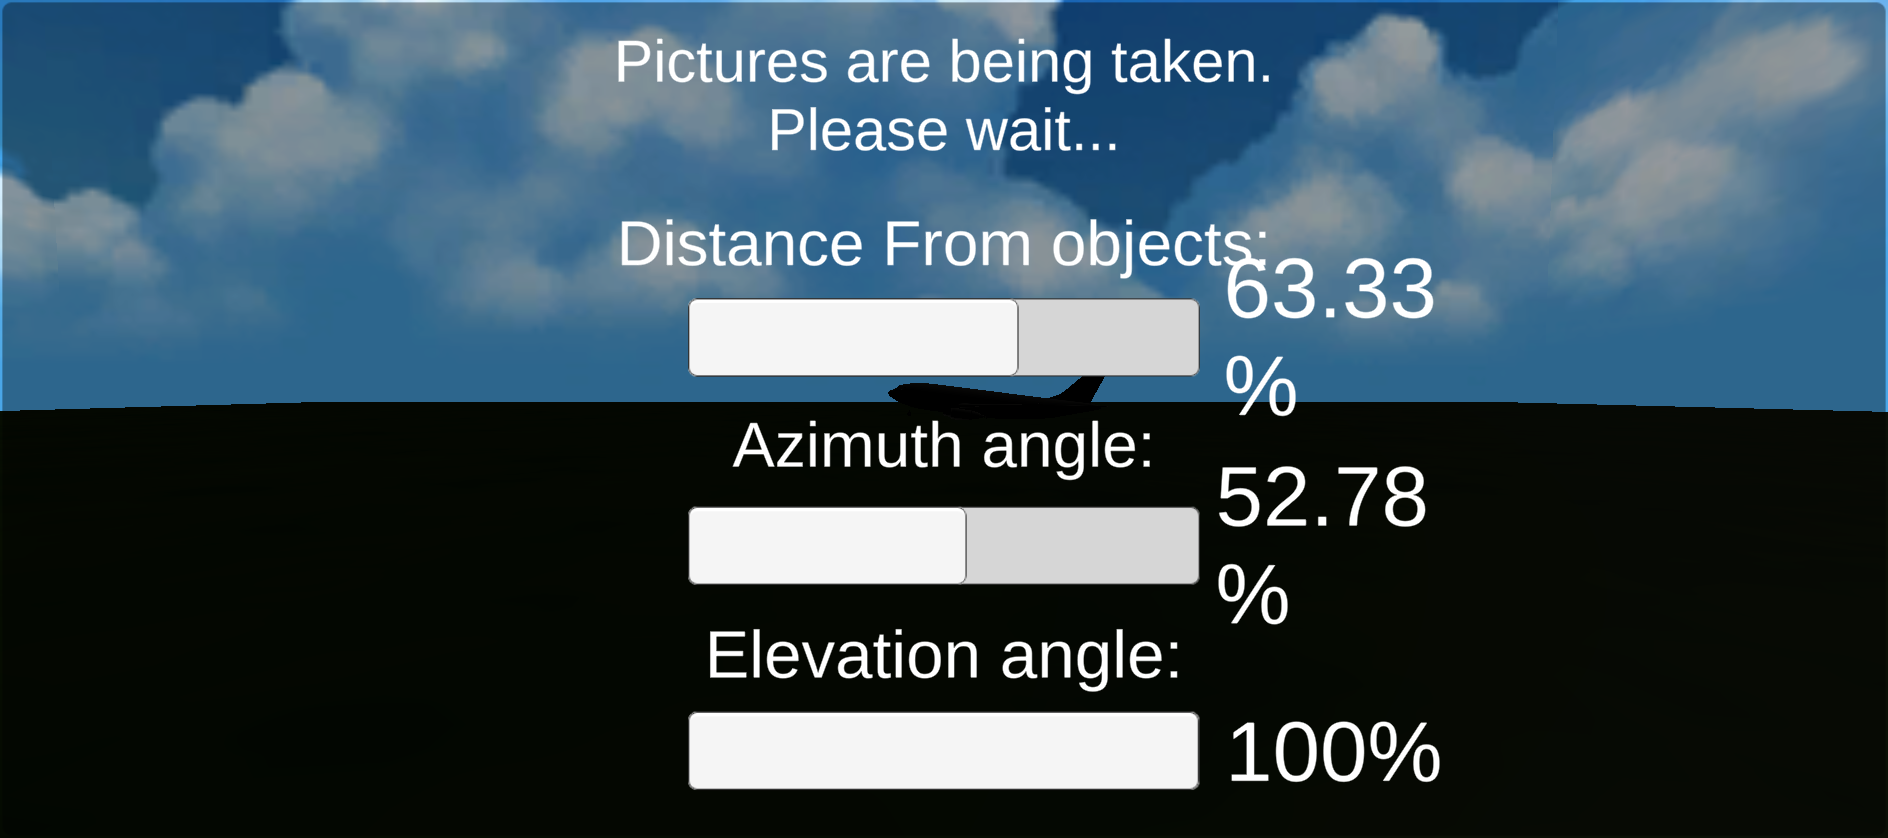 Pictures are being taken.
Please wait...
Distance From objects:
63.33
%
Azimuth angle:
52.78
%
Elevation angle:
100%